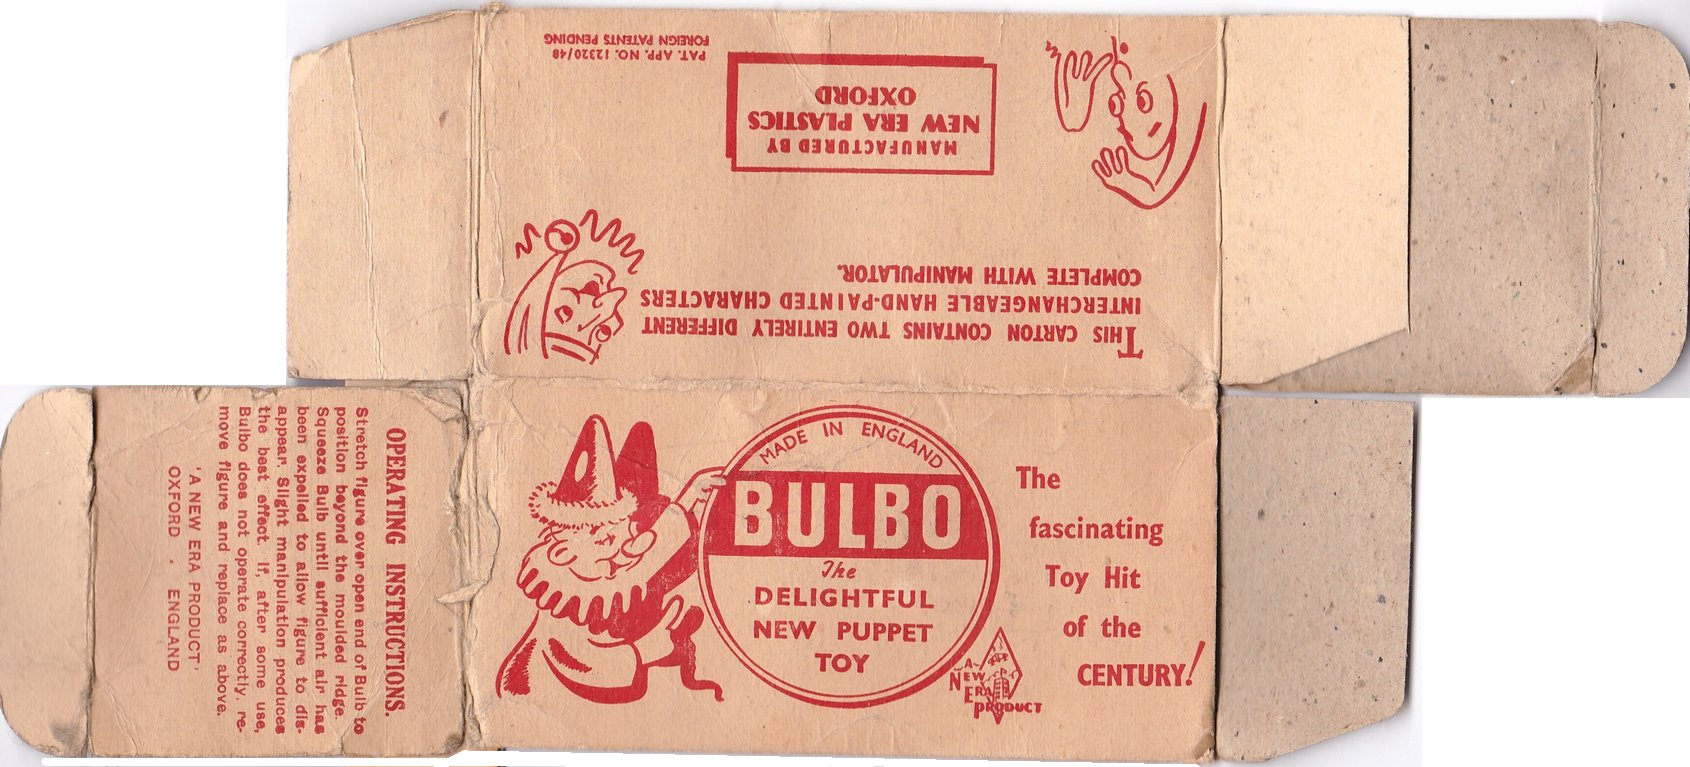 PAT. APP. NO. 12320/48
FOREIGN PATENTS PENDING
MANUFACTURED BY
NEW ERA PLASTICS
OXFORD
THIS CARTON CONTAINS TWO ENTIRELY DIFFERENT
INTERCHANGEABLE HAND-PAINTED CHARACTERS
COMPLETE WITH MANIPULATOR.
OPERATING INSTRUCTIONS.
Stretch figure over open end of Bulb to
position beyond the moulded ridge.
Squeeze Bulb until sufficient air has
been expelled to allow figure to dis-
appear. Slight manipulation produces
the best effect. If, after some use,
Bulbo does not operate correctly, re-
move figure and replace as above.
'A NEW ERA PRODUCT'
OXFORD . ENGLAND
MADE IN ENGLAND
BULBO
The
DELIGHTFUL
NEW PUPPET
TOY
A
NEW
ERA
PRODUCT
The
fascinating
Toy Hit
of the
CENTURY!